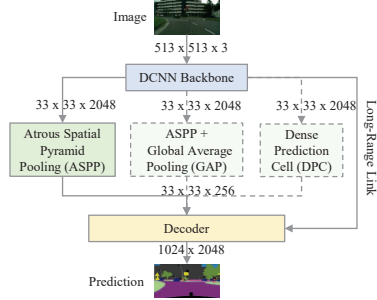 Image
513 x 513 x 3
DCNN Backbone
33 x 33 x 2048
33 x 33 x 2048
33 x 33 x 2048
Atrous Spatial
Pyramid
Pooling (ASPP)
ASPP +
Global Average
Pooling (GAP)
Dense
Prediction
Cell (DPC)
Long-Range Link
33 x 33 x 256
Decoder
1024 x 2048
Prediction